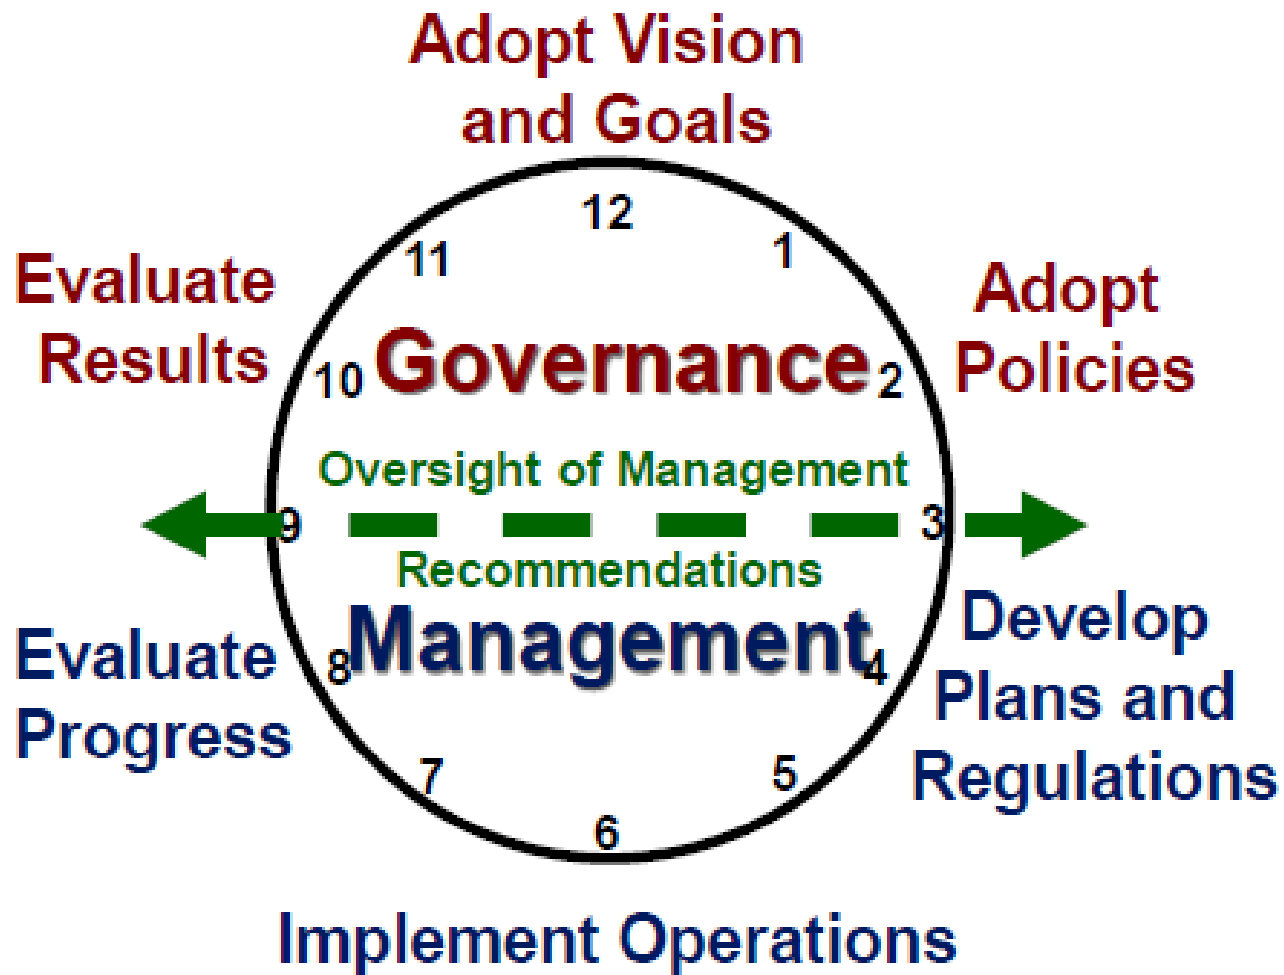 Adopt Vision
and Goals
12
11
1
Evaluate
Results
Adopt
Policies
10
Governance
2
Oversight of Management
9
3
Recommendations
Evaluate
Progress
8
Management
4
Develop
Plans and
Regulations
7
5
6
Implement Operations